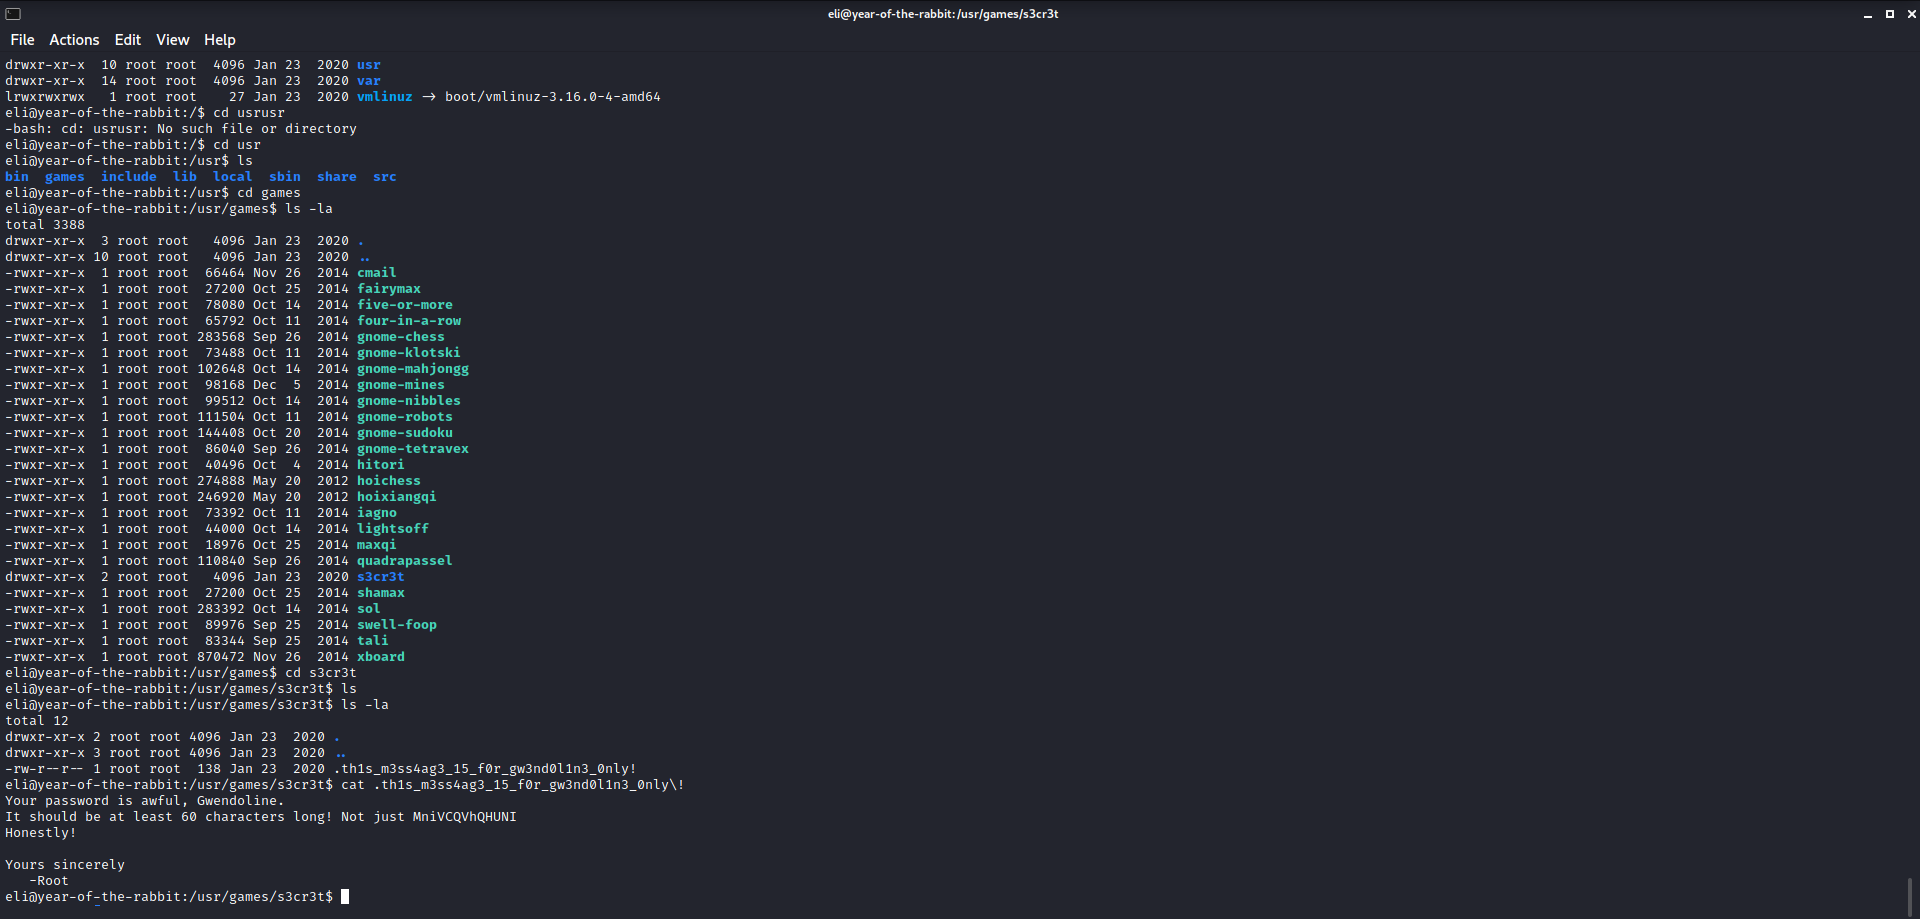 eli@year-of-the-rabbit:/usr/games/s3cr3t
File Actions Edit View Help
drwxr-xr-x  10 root root  4096 Jan 23  2020 usr
drwxr-xr-x  14 root root  4096 Jan 23  2020 var
lrwxrwxrwx   1 root root    27 Jan 23  2020 vmlinuz -> boot/vmlinuz-3.16.0-4-amd64
eli@year-of-the-rabbit:/$ cd usrusr
-bash: cd: usrusr: No such file or directory
eli@year-of-the-rabbit:/$ cd usr
eli@year-of-the-rabbit:/usr$ ls
bin  games  include  lib  local  sbin  share  src
eli@year-of-the-rabbit:/usr$ cd games
eli@year-of-the-rabbit:/usr/games$ ls -la
total 3388
drwxr-xr-x  3 root root   4096 Jan 23  2020 .
drwxr-xr-x 10 root root   4096 Jan 23  2020 ..
-rwxr-xr-x  1 root root  66464 Nov 26  2014 cmail
-rwxr-xr-x  1 root root  27200 Oct 25  2014 fairymax
-rwxr-xr-x  1 root root  78080 Oct 14  2014 five-or-more
-rwxr-xr-x  1 root root  65792 Oct 11  2014 four-in-a-row
-rwxr-xr-x  1 root root 283568 Sep 26  2014 gnome-chess
-rwxr-xr-x  1 root root  73488 Oct 11  2014 gnome-klotski
-rwxr-xr-x  1 root root 102648 Oct 14  2014 gnome-mahjongg
-rwxr-xr-x  1 root root  98168 Dec  5  2014 gnome-mines
-rwxr-xr-x  1 root root  99512 Oct 14  2014 gnome-nibbles
-rwxr-xr-x  1 root root 111504 Oct 11  2014 gnome-robots
-rwxr-xr-x  1 root root 144408 Oct 20  2014 gnome-sudoku
-rwxr-xr-x  1 root root  86040 Sep 26  2014 gnome-tetravex
-rwxr-xr-x  1 root root  40496 Oct  4  2014 hitori
-rwxr-xr-x  1 root root 274888 May 20  2012 hoichess
-rwxr-xr-x  1 root root 246920 May 20  2012 hoixiangqi
-rwxr-xr-x  1 root root  73392 Oct 11  2014 iagno
-rwxr-xr-x  1 root root  44000 Oct 14  2014 lightsoff
-rwxr-xr-x  1 root root  18976 Oct 25  2014 maxqi
-rwxr-xr-x  1 root root 110840 Sep 26  2014 quadrapassel
drwxr-xr-x  2 root root   4096 Jan 23  2020 s3cr3t
-rwxr-xr-x  1 root root  27200 Oct 25  2014 shamax
-rwxr-xr-x  1 root root 283392 Oct 14  2014 sol
-rwxr-xr-x  1 root root  89976 Sep 25  2014 swell-foop
-rwxr-xr-x  1 root root  83344 Sep 25  2014 tali
-rwxr-xr-x  1 root root 870472 Nov 26  2014 xboard
eli@year-of-the-rabbit:/usr/games$ cd s3cr3t
eli@year-of-the-rabbit:/usr/games/s3cr3t$ ls
eli@year-of-the-rabbit:/usr/games/s3cr3t$ ls -la
total 12
drwxr-xr-x 2 root root 4096 Jan 23  2020 .
drwxr-xr-x 3 root root 4096 Jan 23  2020 ..
-rw-r--r-- 1 root root  138 Jan 23  2020 .th1s_m3ss4ag3_15_f0r_gw3nd0l1n3_0nly!
eli@year-of-the-rabbit:/usr/games/s3cr3t$ cat .th1s_m3ss4ag3_15_f0r_gw3nd0l1n3_0nly\!
Your password is awful, Gwendoline.
It should be at least 60 characters long! Not just MniVCQVhQHUNI
Honestly!
Yours sincerely
-Root
eli@year-of-the-rabbit:/usr/games/s3cr3t$